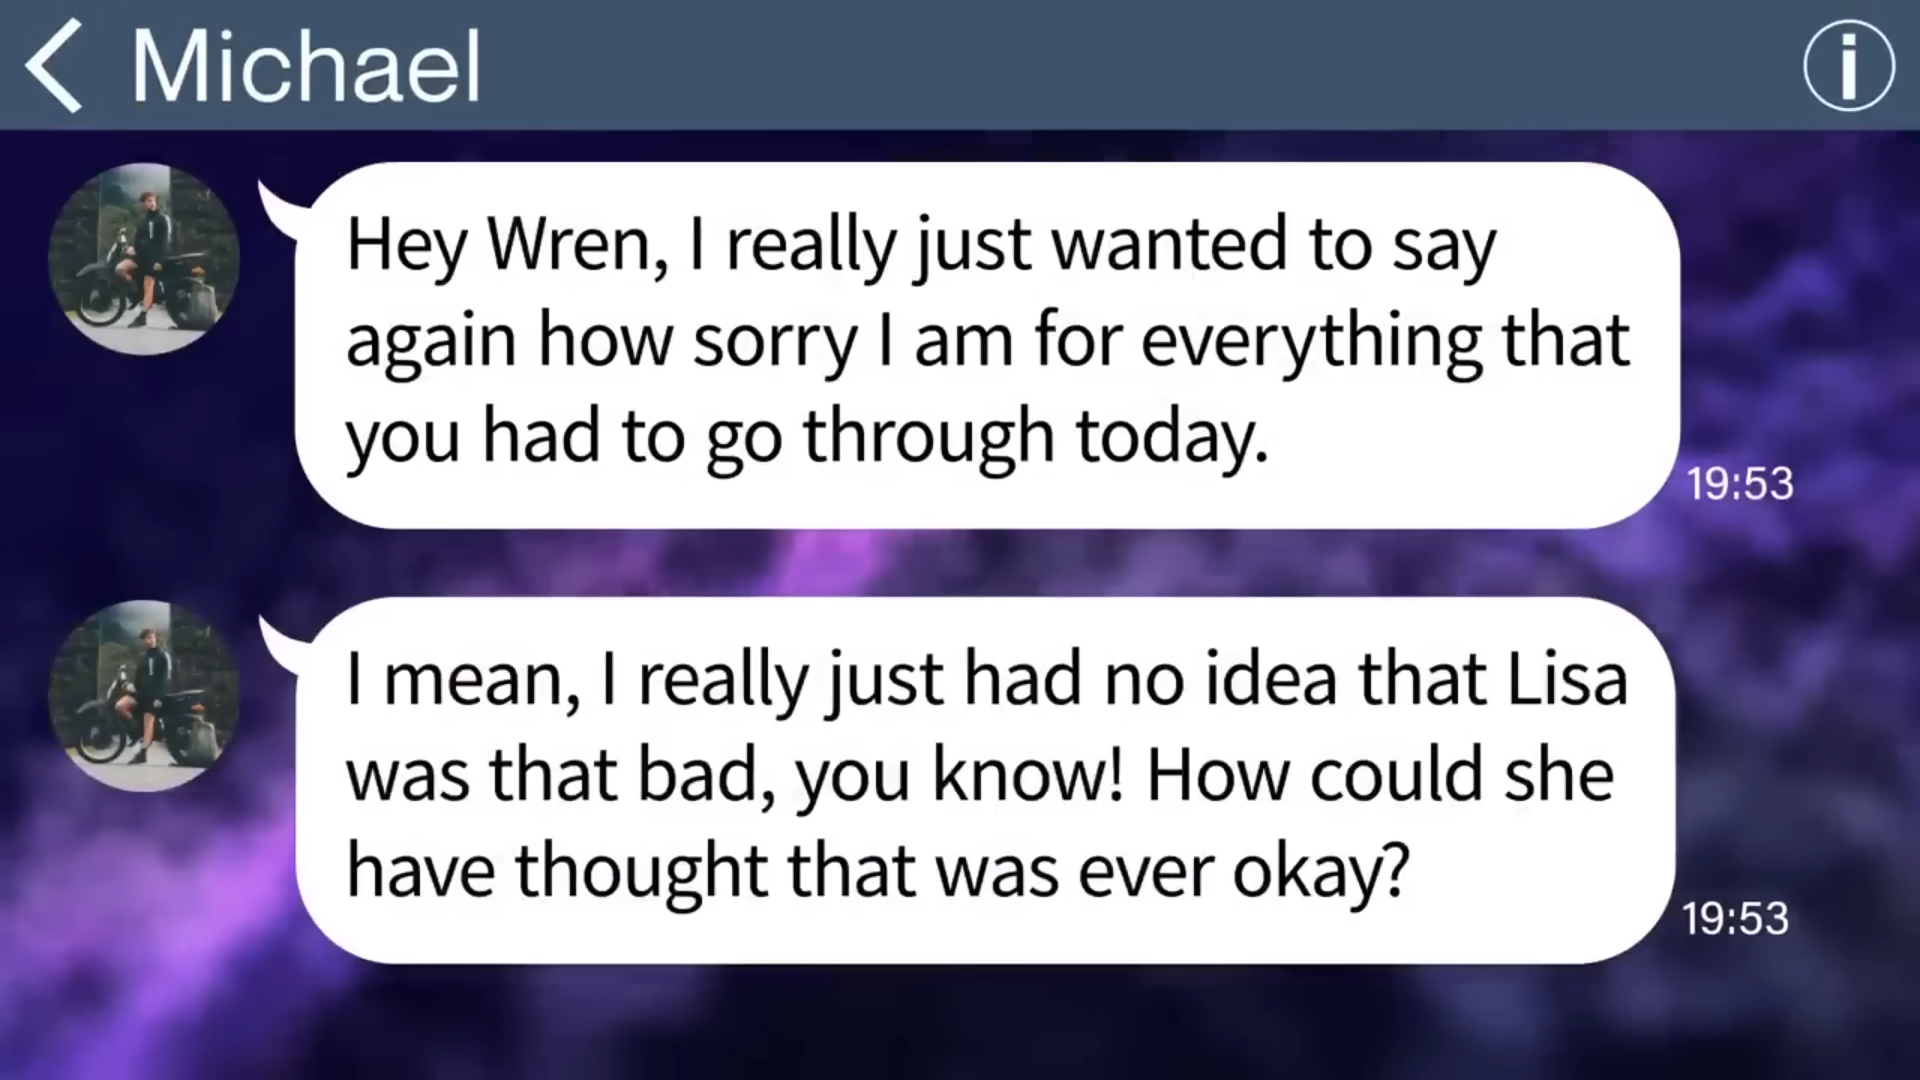 Michael
Hey Wren, I really just wanted to say
again how sorry I am for everything that
you had to go through today.
19:53
I mean, I really just had no idea that Lisa
was that bad, you know! How could she
have thought that was ever okay?
19:53